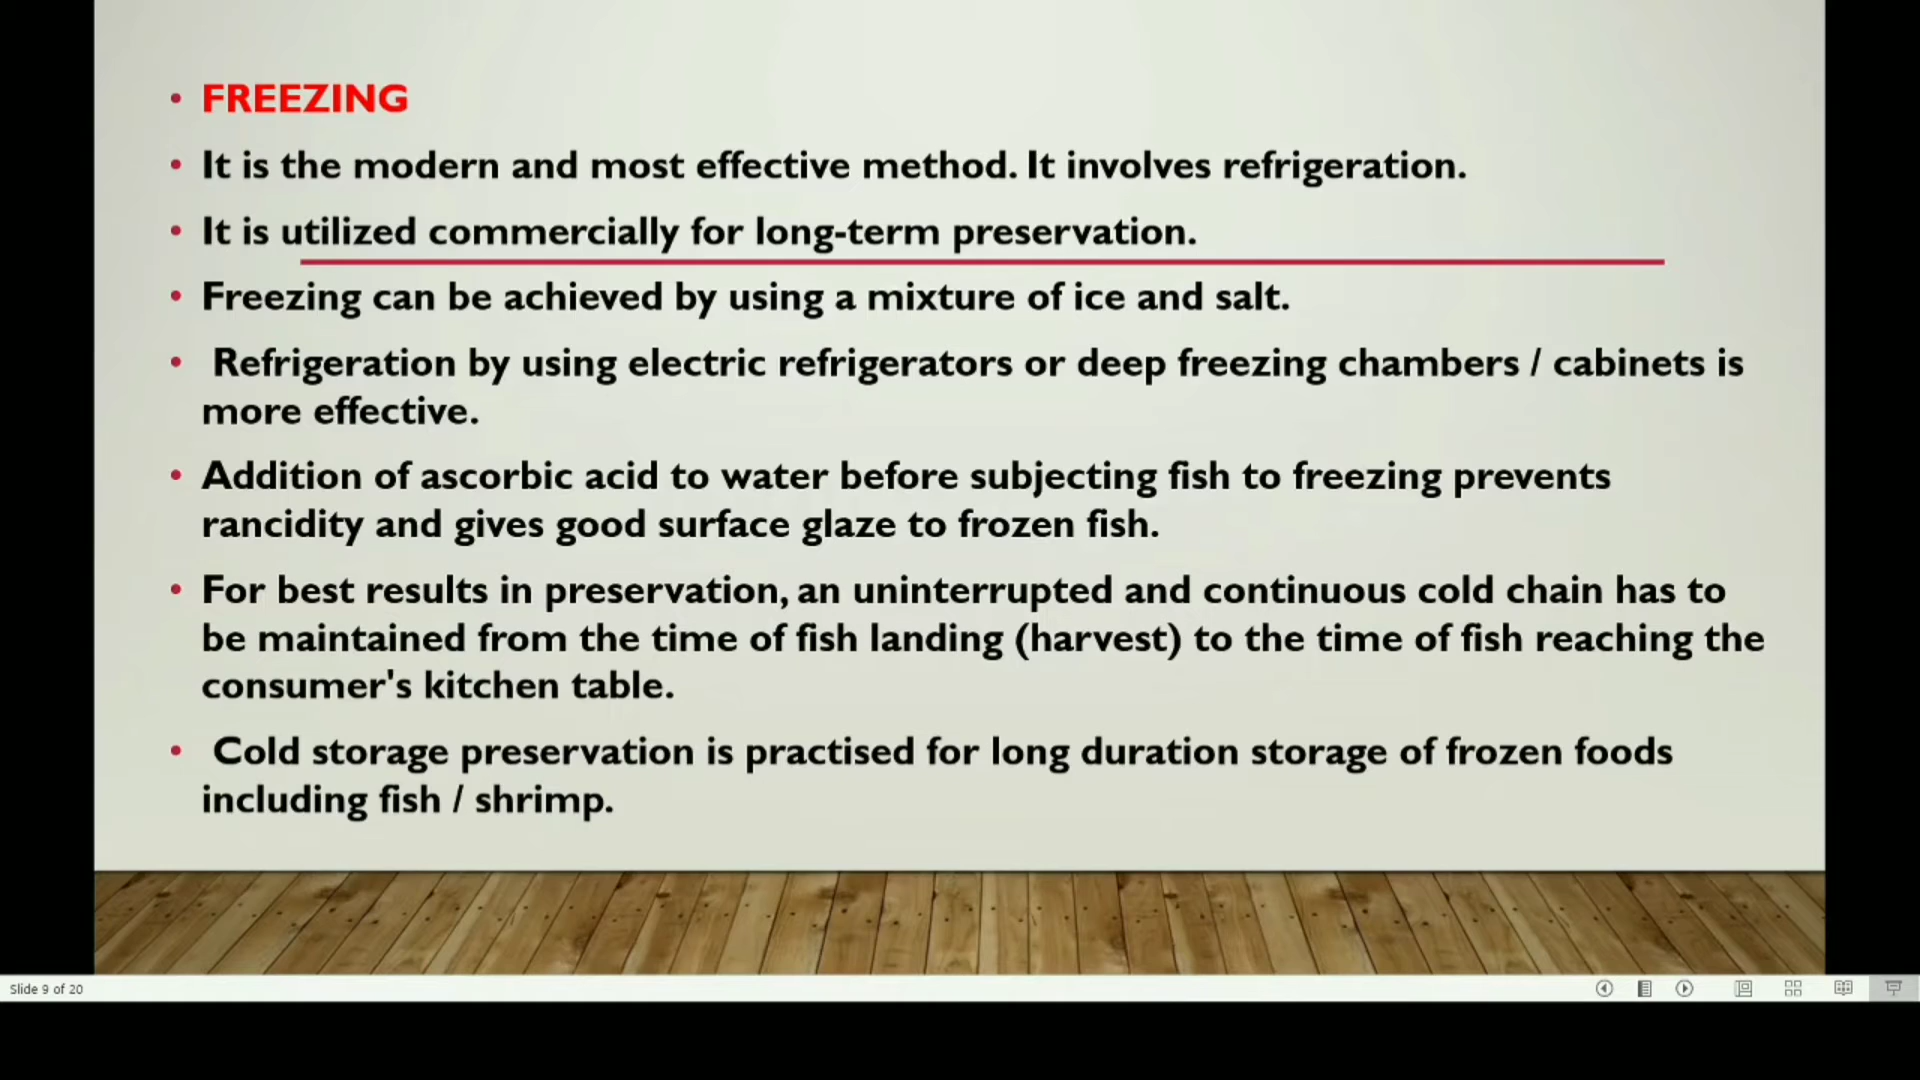 • FREEZING
• It is the modern and most effective method. It involves refrigeration.
• It is utilized commercially for long-term preservation.
• Freezing can be achieved by using a mixture of ice and salt.
• Refrigeration by using electric refrigerators or deep freezing chambers / cabinets is
more effective.
• Addition of ascorbic acid to water before subjecting fish to freezing prevents
rancidity and gives good surface glaze to frozen fish.
• For best results in preservation, an uninterrupted and continuous cold chain has to
be maintained from the time of fish landing (harvest) to the time of fish reaching the
consumer's kitchen table.
• Cold storage preservation is practised for long duration storage of frozen foods
including fish / shrimp.
Slide 9 of 20